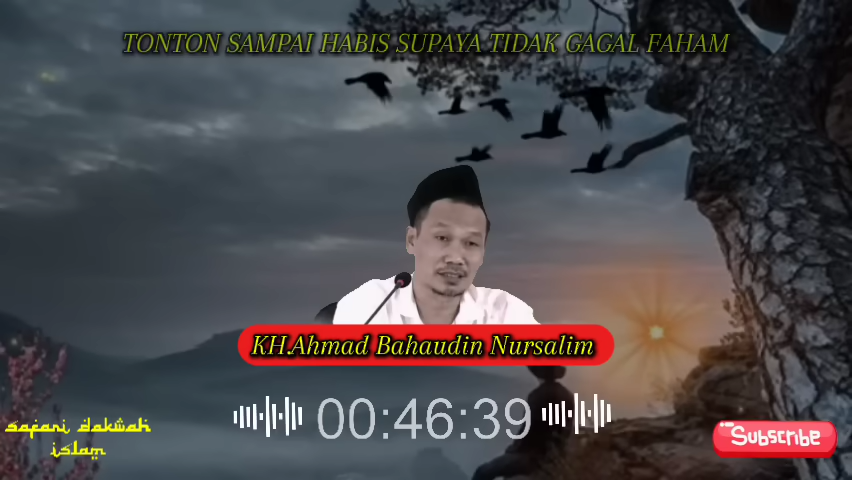 TONTON SAMPAI HABIS SUPAYA TIDAK GAGAL FAHAM
KH.Ahmad Bahaudin Nursalim
00:46:39
safari dakwah
islam
Subscribe